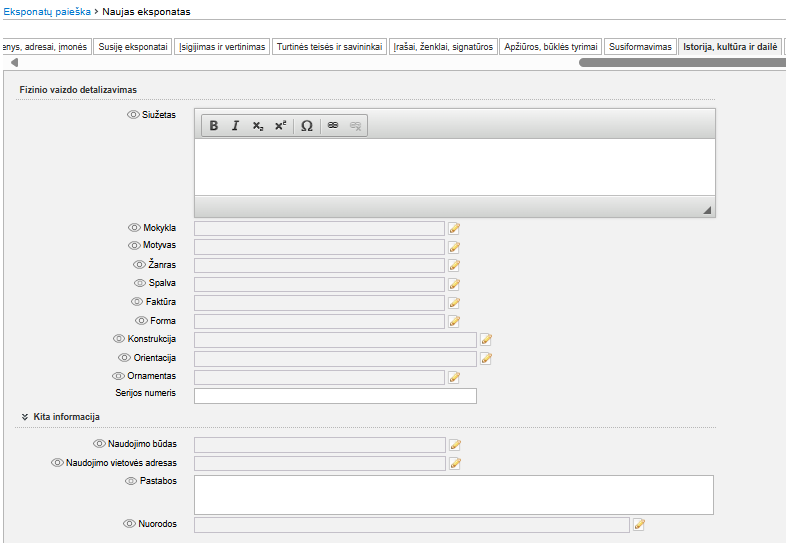 Eksponatų paieška > Naujas eksponatas
enys, adresai, įmonės Susiję eksponatai Įsigijimas ir vertinimas Turtinės teisės ir savininkai Įrašai, ženklai, signatūros Apžiūros, būklės tyrimai Susiformavimas Istorija, kultūra ir dailė
Fizinio vaizdo detalizavimas
Siužetas
B I x₂ x² Ω
Mokykla
Motyvas
Žanras
Spalva
Faktūra
Forma
Konstrukcija
Orientacija
Ornamentas
Serijos numeris
Kita informacija
Naudojimo būdas
Naudojimo vietovės adresas
Pastabos
Nuorodos